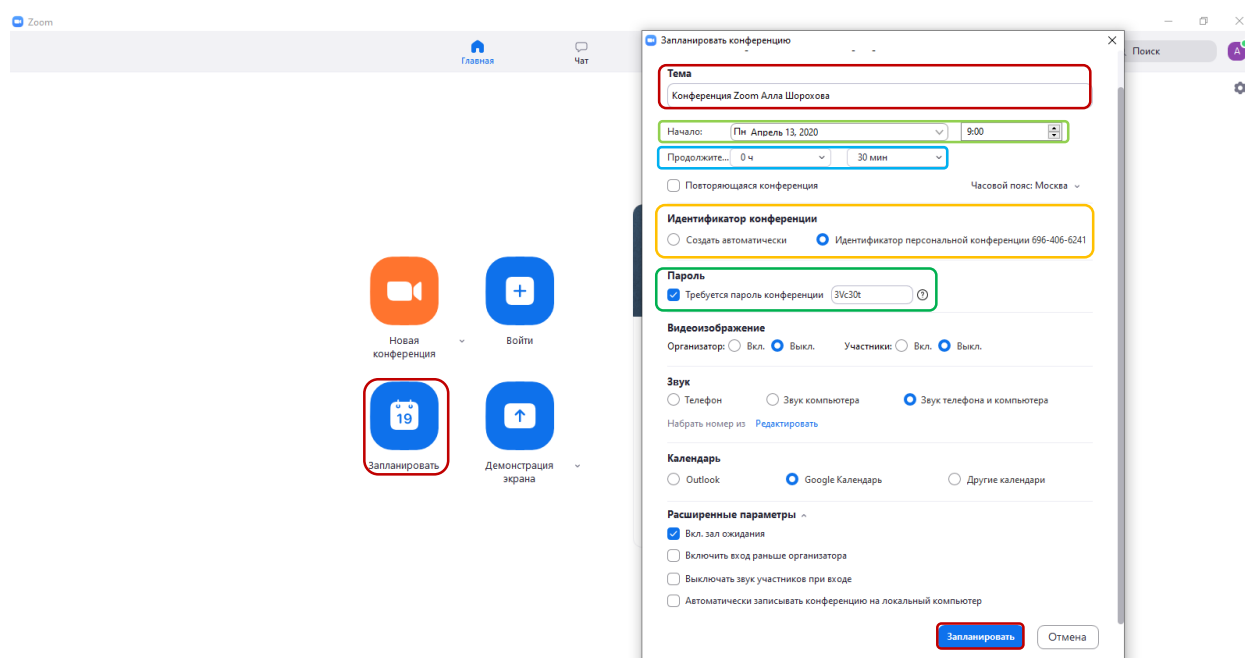 Zoom
Главная
Чат
Поиск
A
Новая
конференция
Войти
19
Запланировать
Демонстрация
экрана
Запланировать конференцию
Тема
Конференция Zoom Алла Шорохова
Начало: Пн Апрель 13, 2020 9:00
Продолжите... 0 ч 30 мин
Повторяющаяся конференция Часовой пояс: Москва
Идентификатор конференции
Создать автоматически Идентификатор персональной конференции 696-406-6241
Пароль
Требуется пароль конференции 3Vc30t ?
Видеоизображение
Организатор: Вкл. Выкл. Участники: Вкл. Выкл.
Звук
Телефон Звук компьютера Звук телефона и компьютера
Набрать номер из Редактировать
Календарь
Outlook Google Календарь Другие календари
Расширенные параметры
Вкл. зал ожидания
Включить вход раньше организатора
Выключать звук участников при входе
Автоматически записывать конференцию на локальный компьютер
Запланировать Отмена